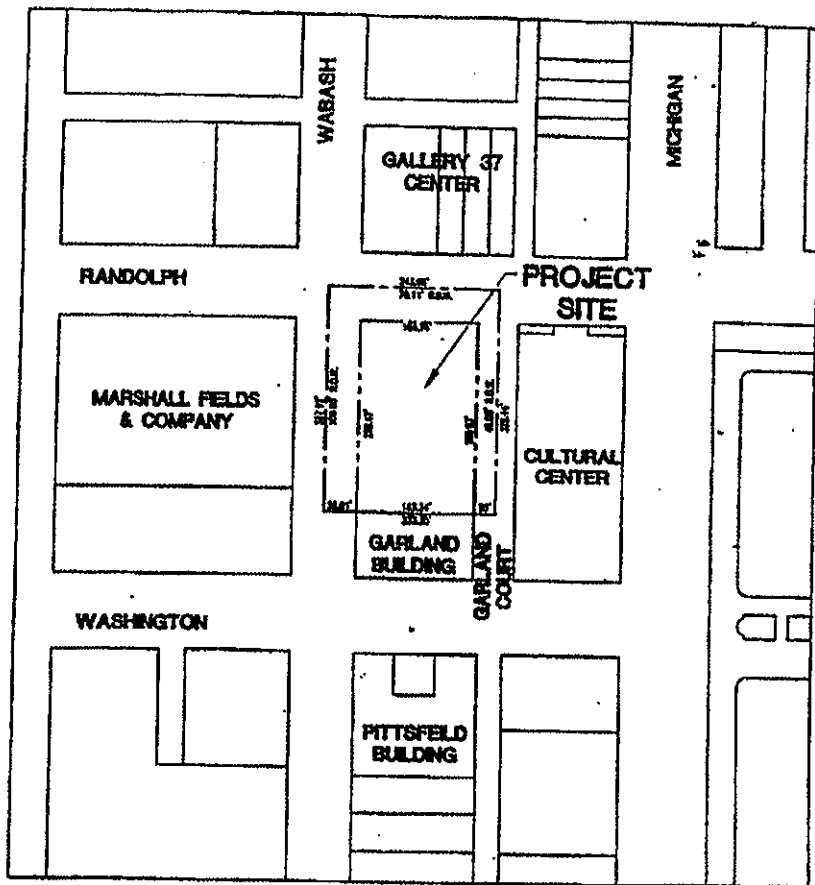 WABASH
MICHIGAN
GALLERY 37
CENTER
RANDOLPH
PROJECT
SITE
MARSHALL FIELDS
& COMPANY
CULTURAL
CENTER
GARLAND
BUILDING
GARLAND
COURT
WASHINGTON
PITTSFEILD
BUILDING